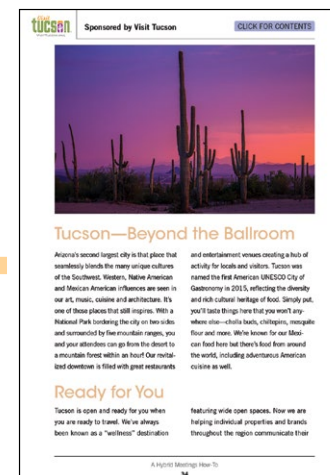 tucson
Sponsored by Visit Tucson
CLICK FOR CONTENTS
Tucson—Beyond the Ballroom
Arizona's second largest city is that place that
seamlessly blends the many unique cultures
of the Southwest. Western, Native American
and Mexican American influences are seen in
our art, music, cuisine and architecture. It's
one of those places that still inspires. With a
National Park bordering the city on two sides
and surrounded by five mountain ranges, you
and your attendees can go from the desert to
a mountain forest within an hour! Our revital-
ized downtown is filled with great restaurants
and entertainment venues creating a hub of
activity for locals and visitors. Tucson was
named the first American UNESCO City of
Gastronomy in 2015, reflecting the diversity
and rich cultural heritage of food. Simply put,
you'll taste things here that you won't any-
where else—cholla buds, chiltepins, mesquite
flour and more. We're known for our Mexi-
can food here but there's food from around
the world, including adventurous American
cuisine as well.
Ready for You
Tucson is open and ready for you when
you are ready to travel. We've always
been known as a "wellness" destination
featuring wide open spaces. Now we are
helping individual properties and brands
throughout the region communicate their
A Hybrid Meetings How-To
34